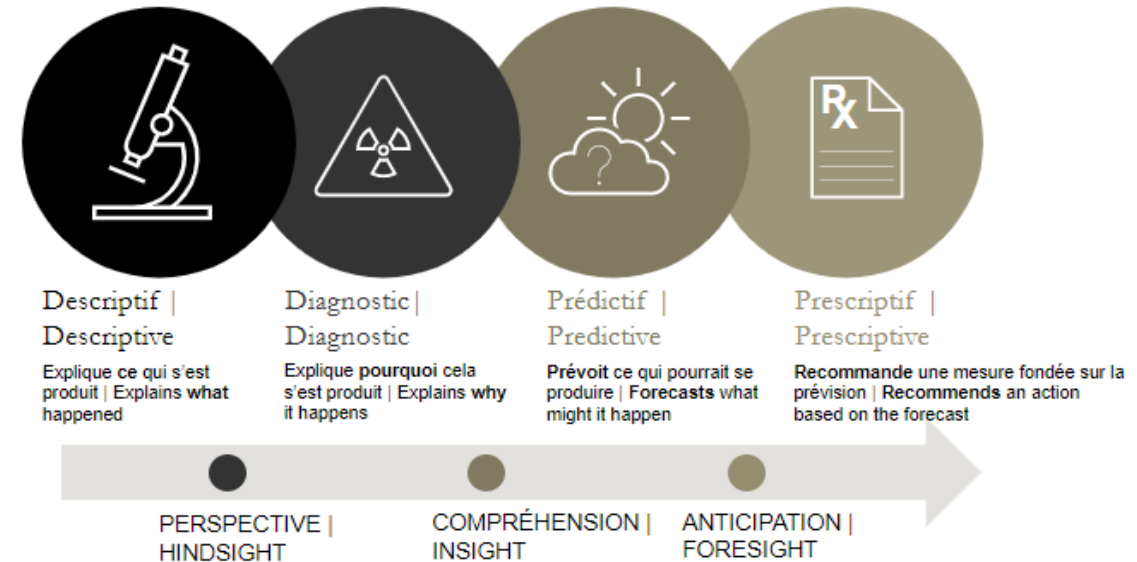 Rx
?
Descriptif |
Descriptive
Explique ce qui s'est
produit | Explains what
happened
Diagnostic|
Diagnostic
Explique pourquoi cela
s'est produit | Explains why
it happens
Prédictif |
Predictive
Prévoit ce qui pourrait se
produire | Forecasts what
might it happen
Prescriptif |
Prescriptive
Recommande une mesure fondée sur la
prévision | Recommends an action
based on the forecast
PERSPECTIVE |
HINDSIGHT
COMPRÉHENSION |
INSIGHT
ANTICIPATION |
FORESIGHT